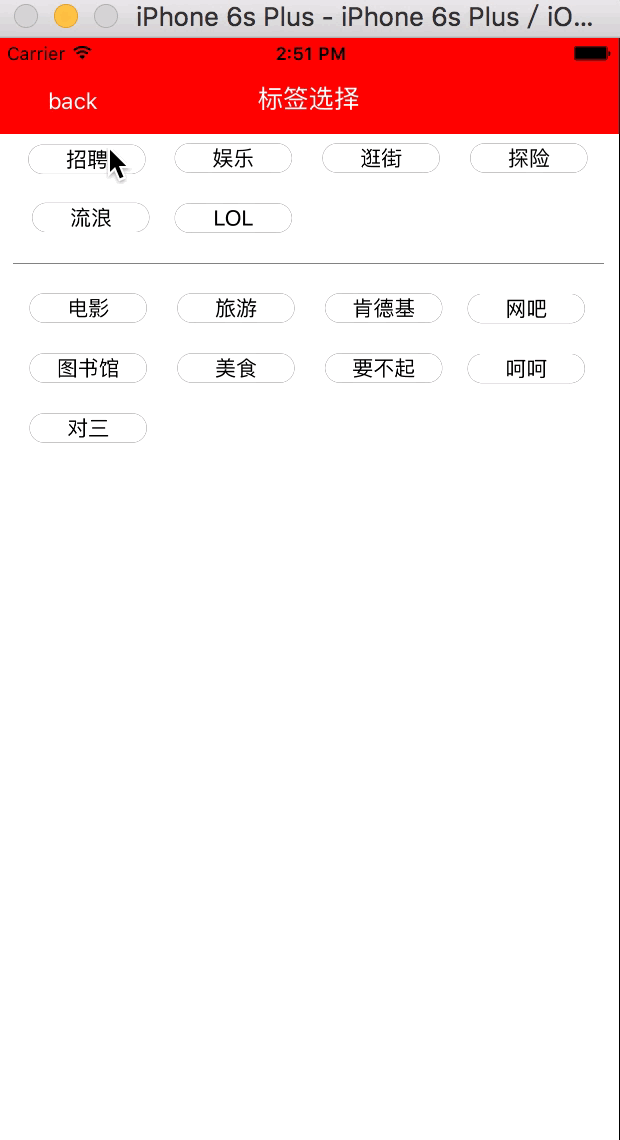 iPhone 6s Plus - iPhone 6s Plus / iO...
Carrier 2:51 PM
back 标签选择
招聘 娱乐 逛街 探险
流浪 LOL
电影 旅游 肯德基 网吧
图书馆 美食 要不起 呵呵
对三